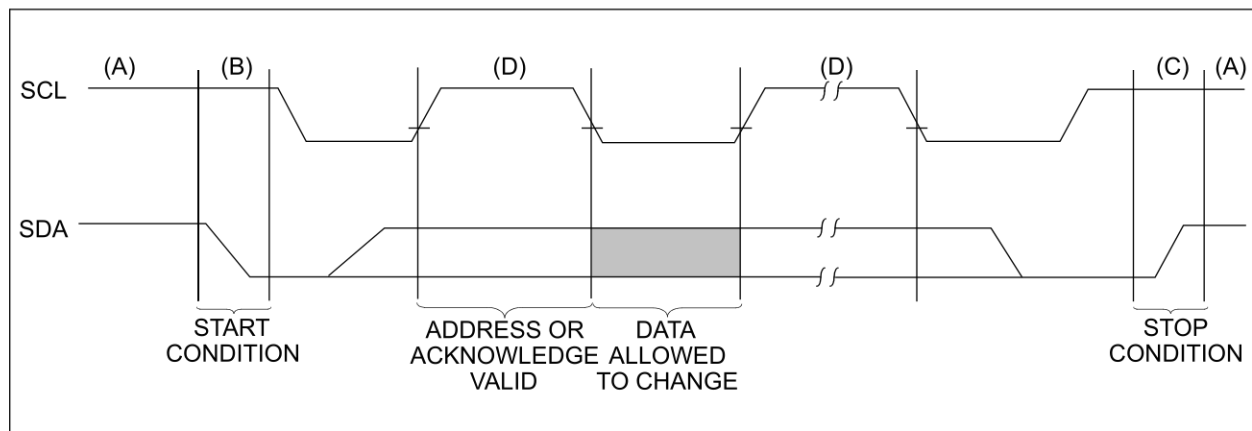 (A) (B) (D) (D) (C) (A)
SCL
SDA
START
CONDITION
ADDRESS OR
ACKNOWLEDGE
VALID
DATA
ALLOWED
TO CHANGE
STOP
CONDITION